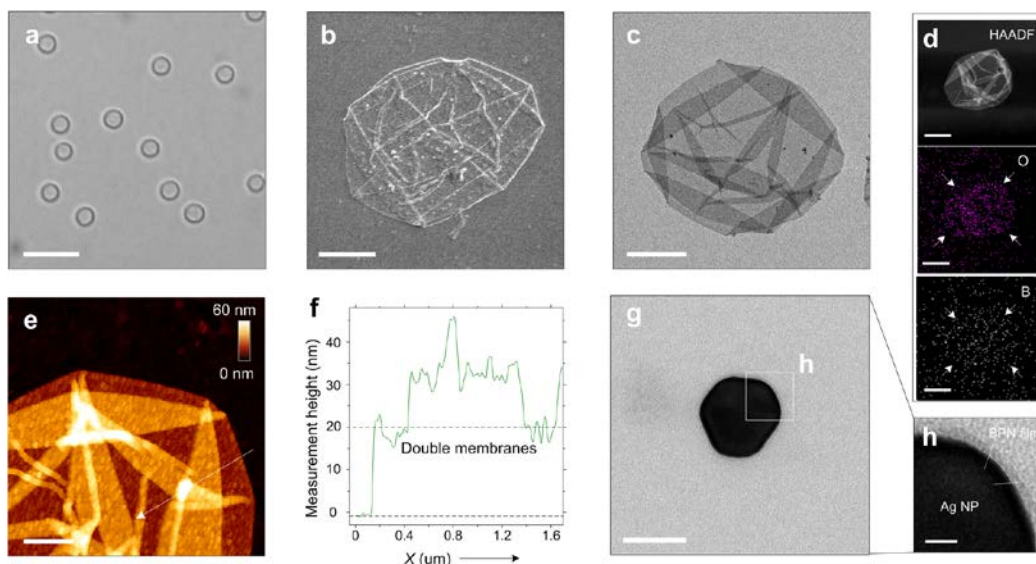 a
b
c
d
HAADF
O
B
e
60 nm
0 nm
f
Measurement height (nm)
40
30
20
10
0
Double membranes
0
0.4
0.8
1.2
1.6
X (um)
g
h
h
BPN
Ag NP